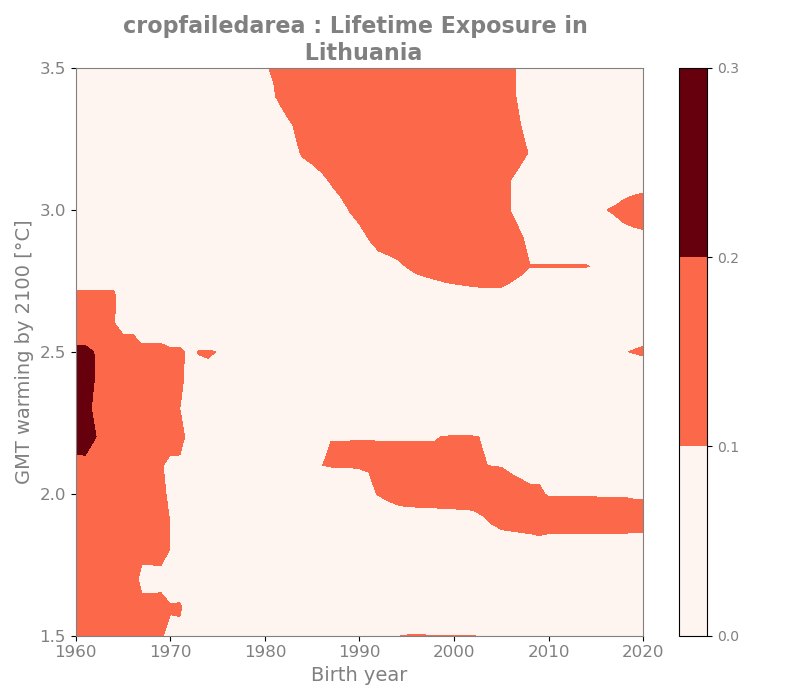 cropfailedarea : Lifetime Exposure in
Lithuania
3.5
3.0
2.5
2.0
1.5
GMT warming by 2100 [°C]
1960 1970 1980 1990 2000 2010 2020
Birth year
0.3
0.2
0.1
0.0